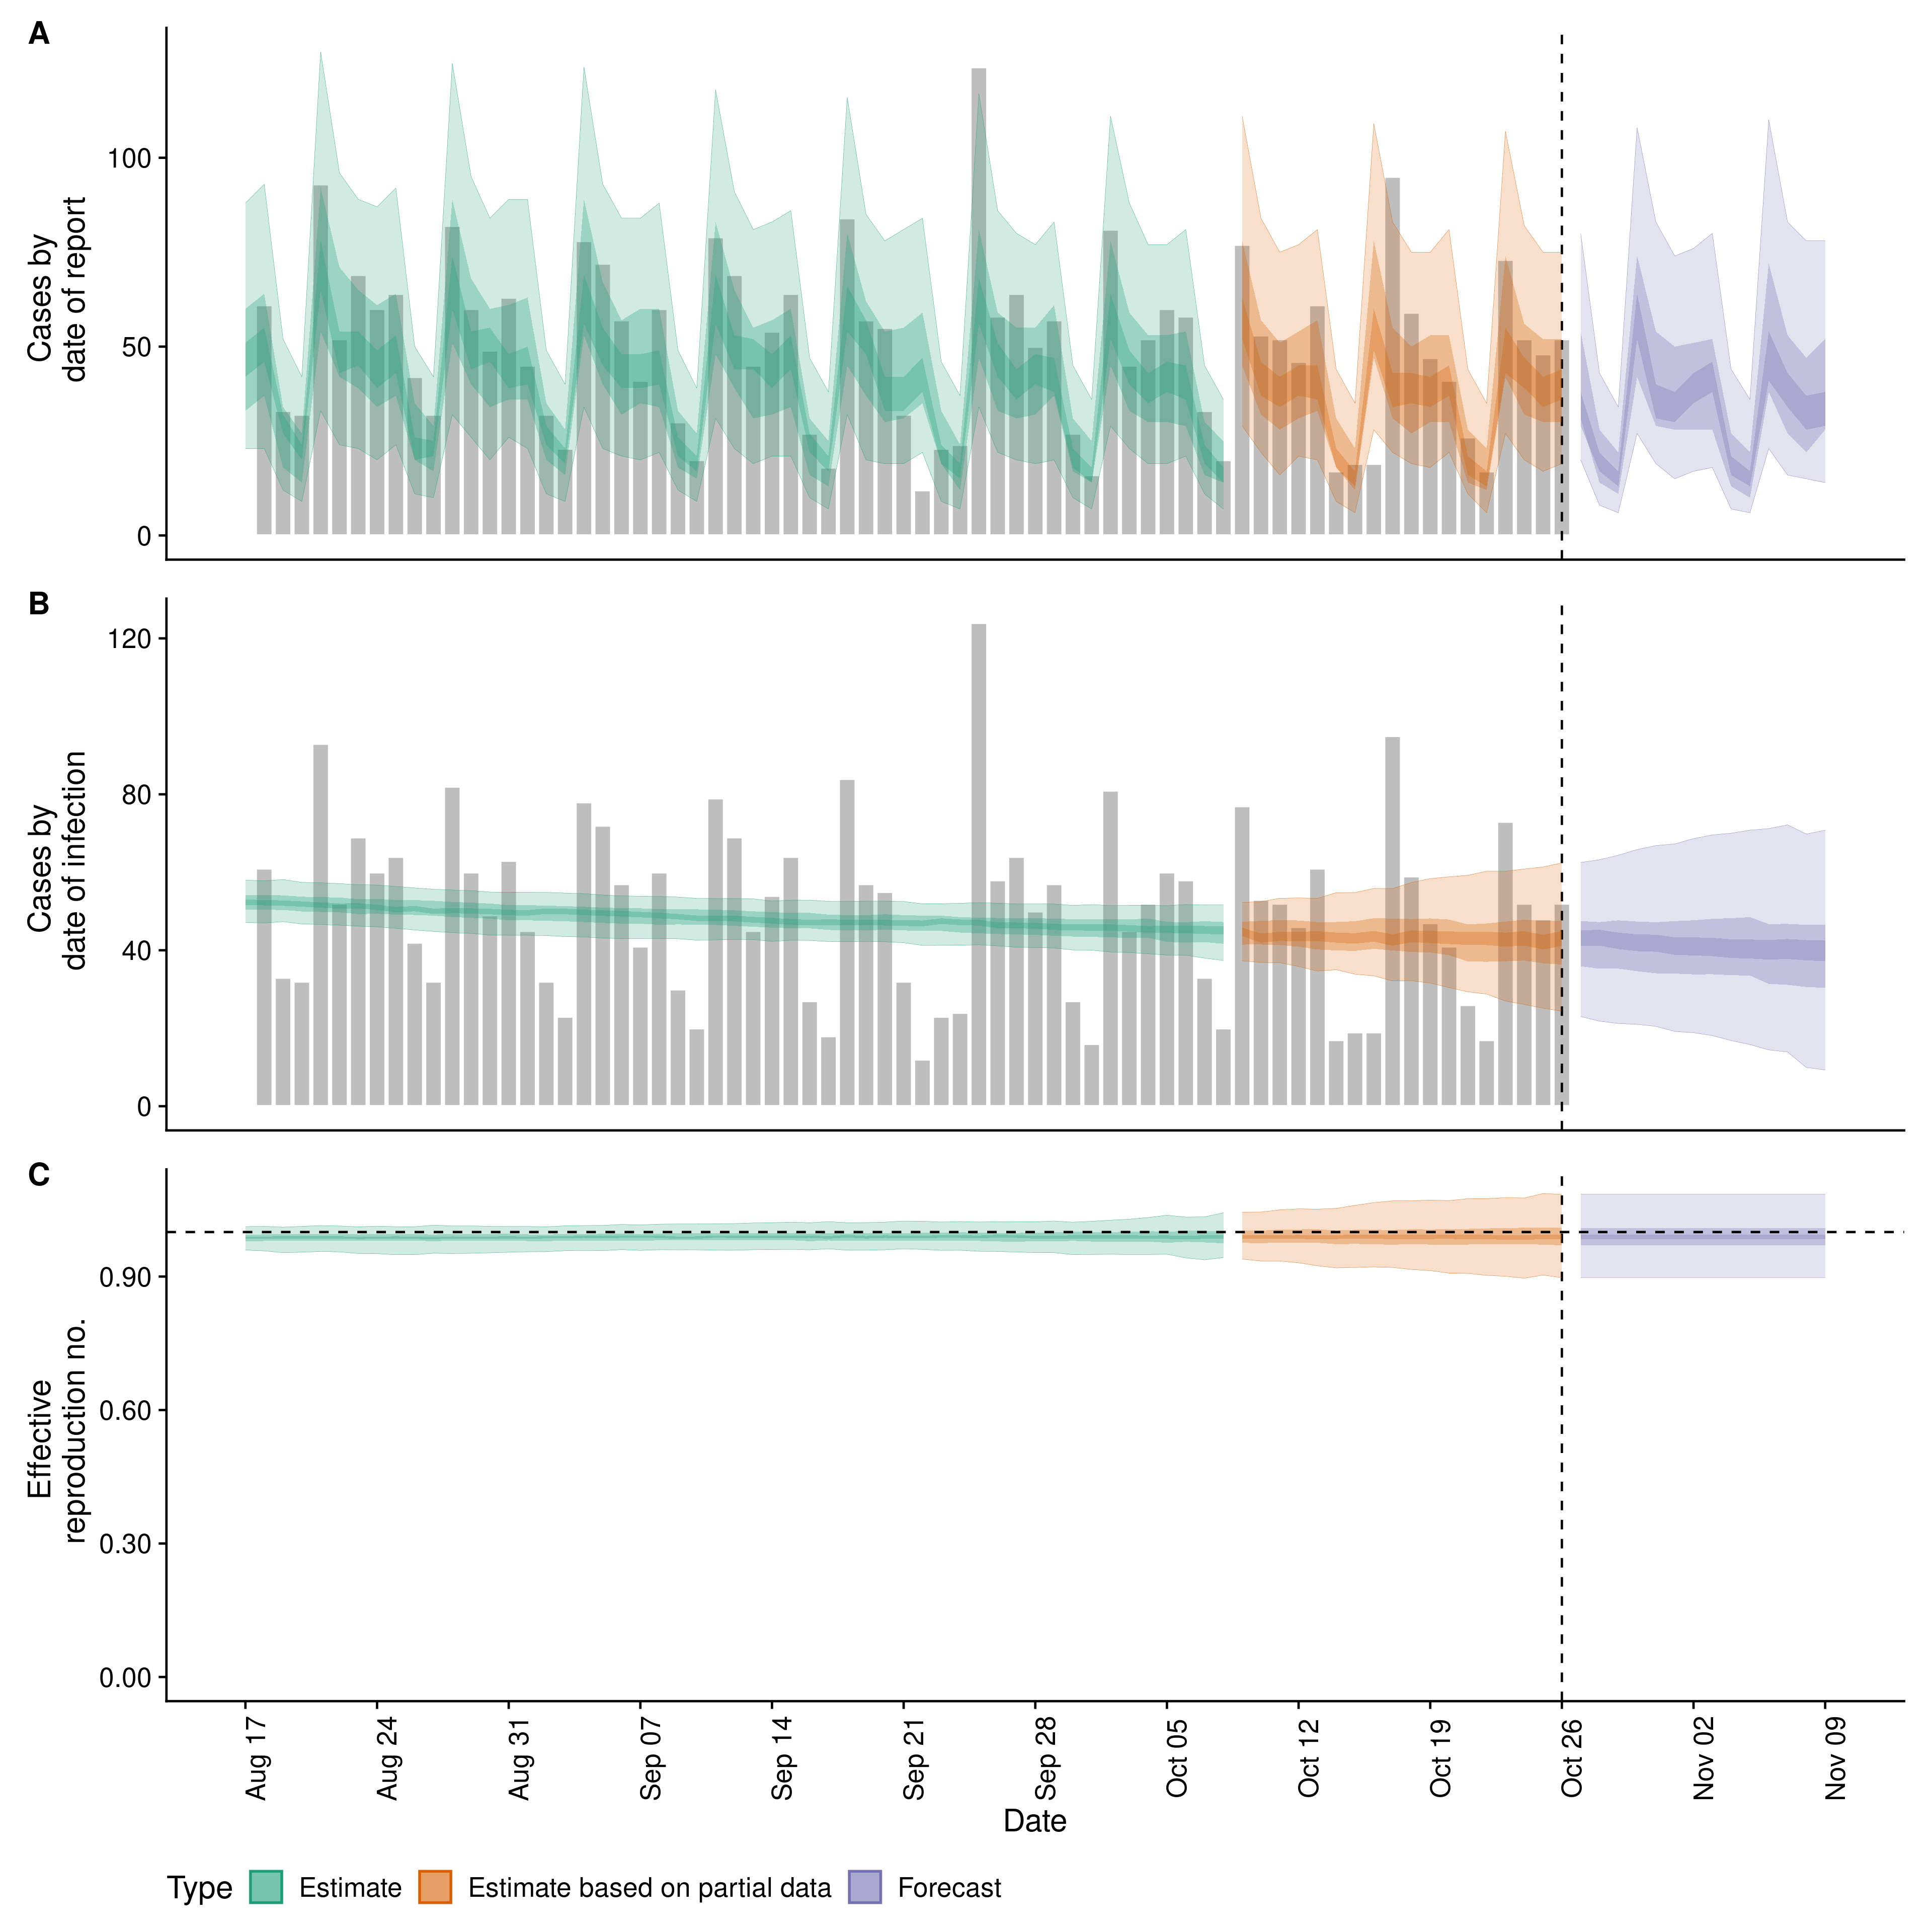 A
Cases by
date of report
100
50
0
B
Cases by
date of infection
120
80
40
0
C
Effective
reproduction no.
0.90
0.60
0.30
0.00
Aug 17
Aug 24
Aug 31
Sep 07
Sep 14
Sep 21
Sep 28
Oct 05
Oct 12
Oct 19
Oct 26
Nov 02
Nov 09
Date
Type Estimate Estimate based on partial data Forecast